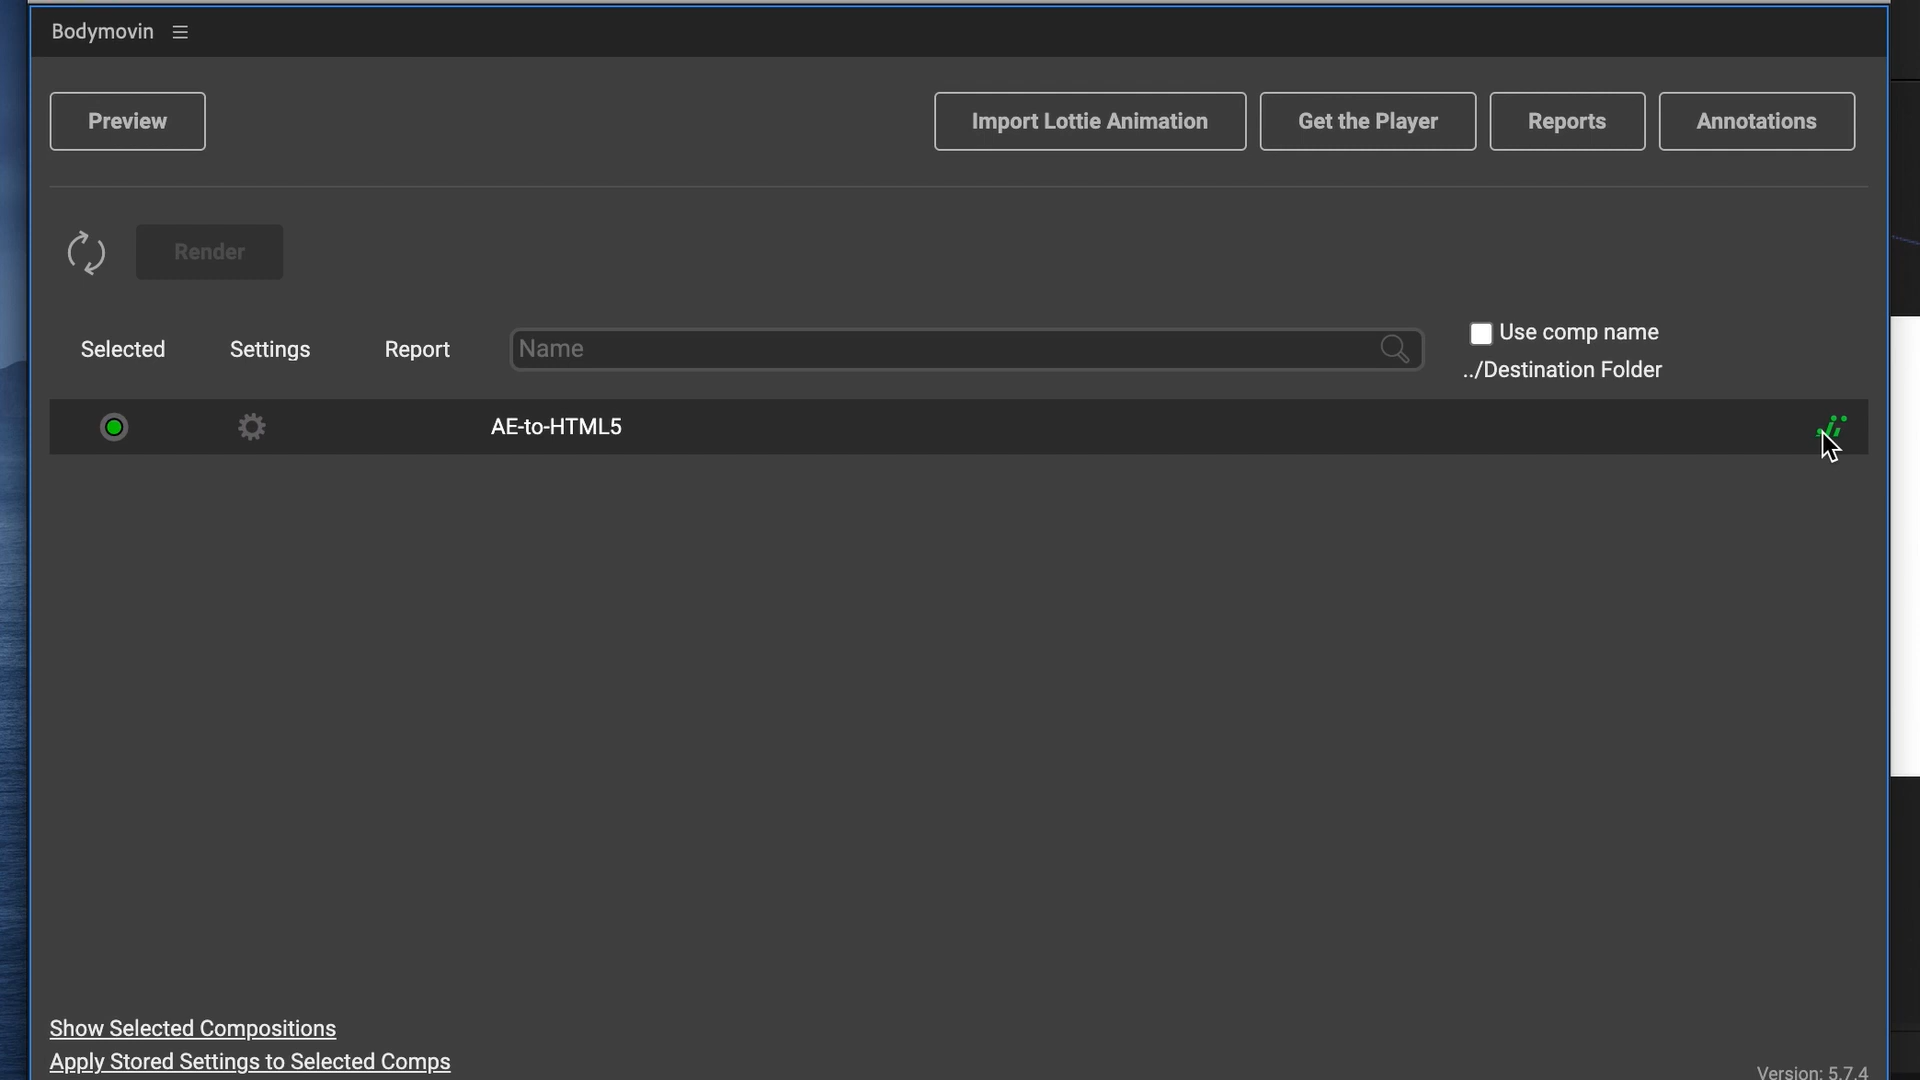 Bodymovin
Preview
Import Lottie Animation
Get the Player
Reports
Annotations
Render
Selected
Settings
Report
Name
Use comp name
../Destination Folder
AE-to-HTML5
Show Selected Compositions
Apply Stored Settings to Selected Comps
Version: 5.7.4